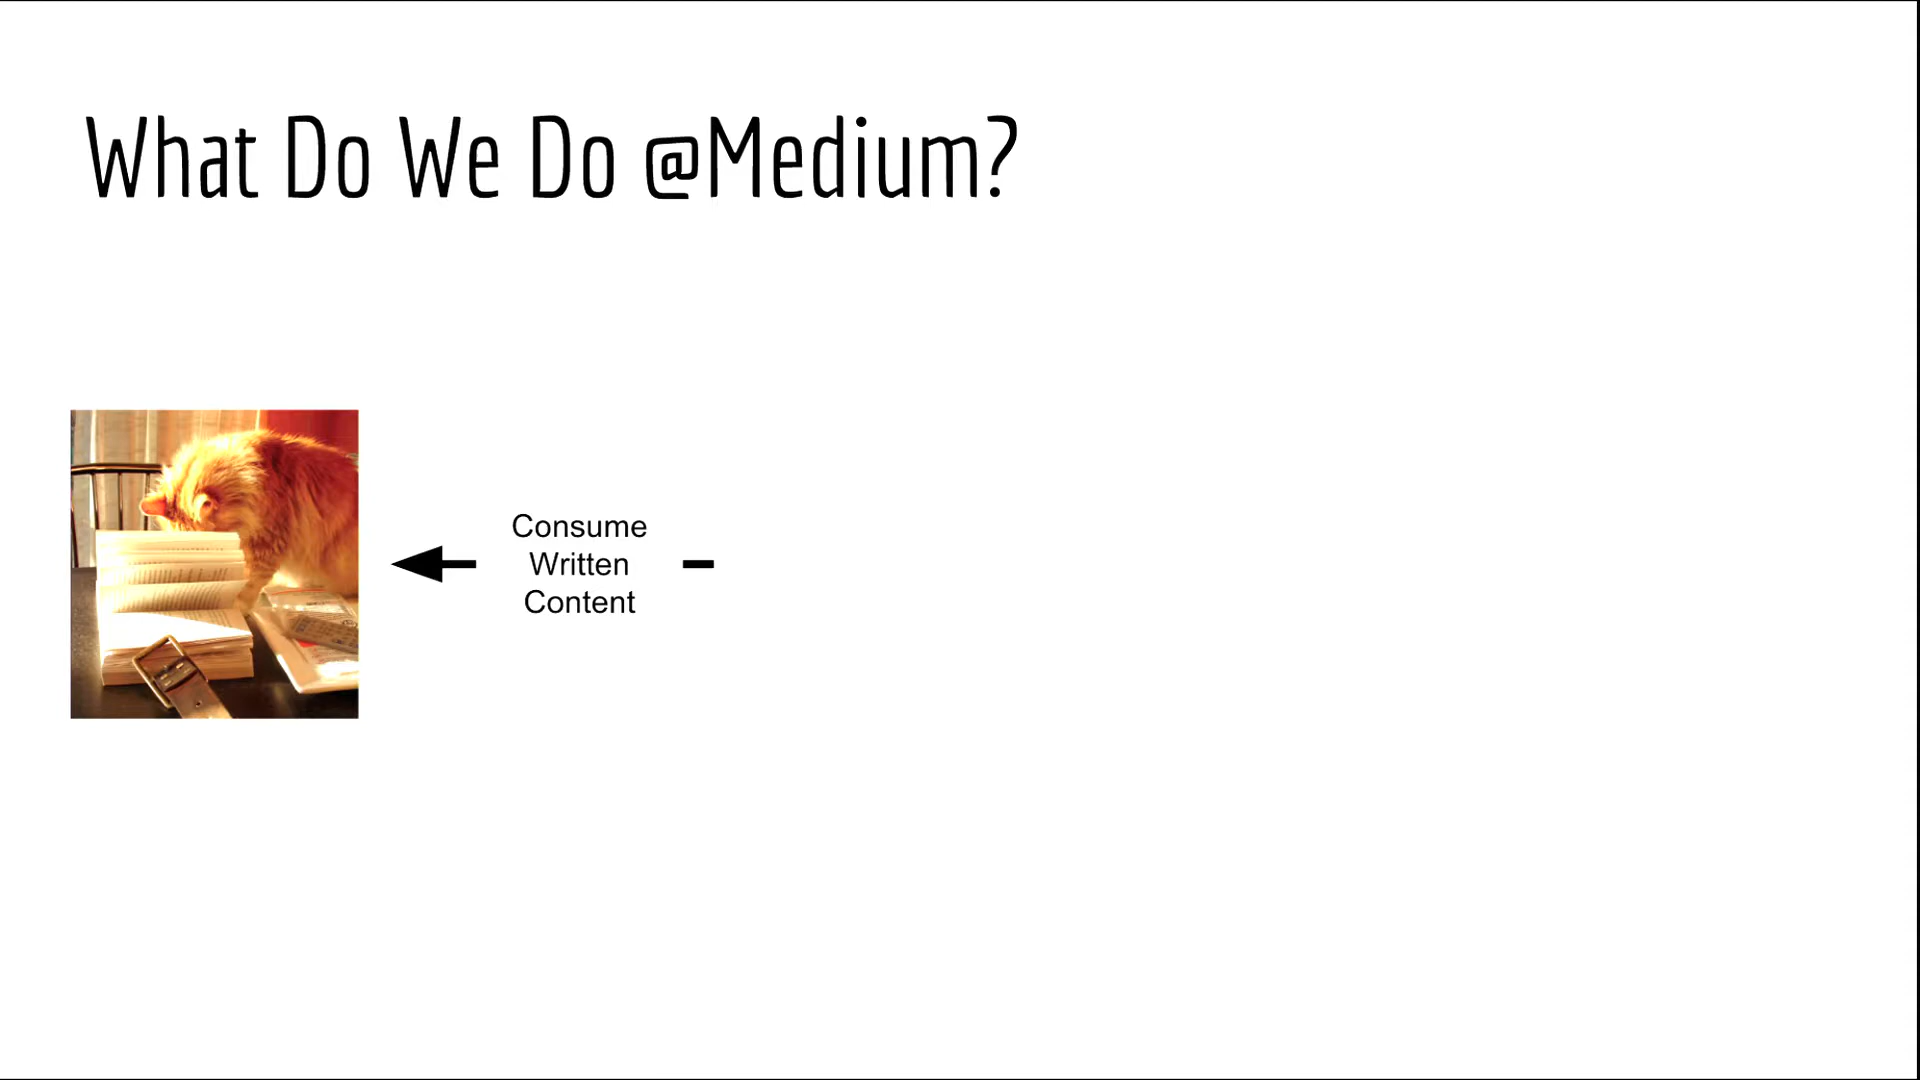 What Do We Do @Medium?
Consume
Written
Content